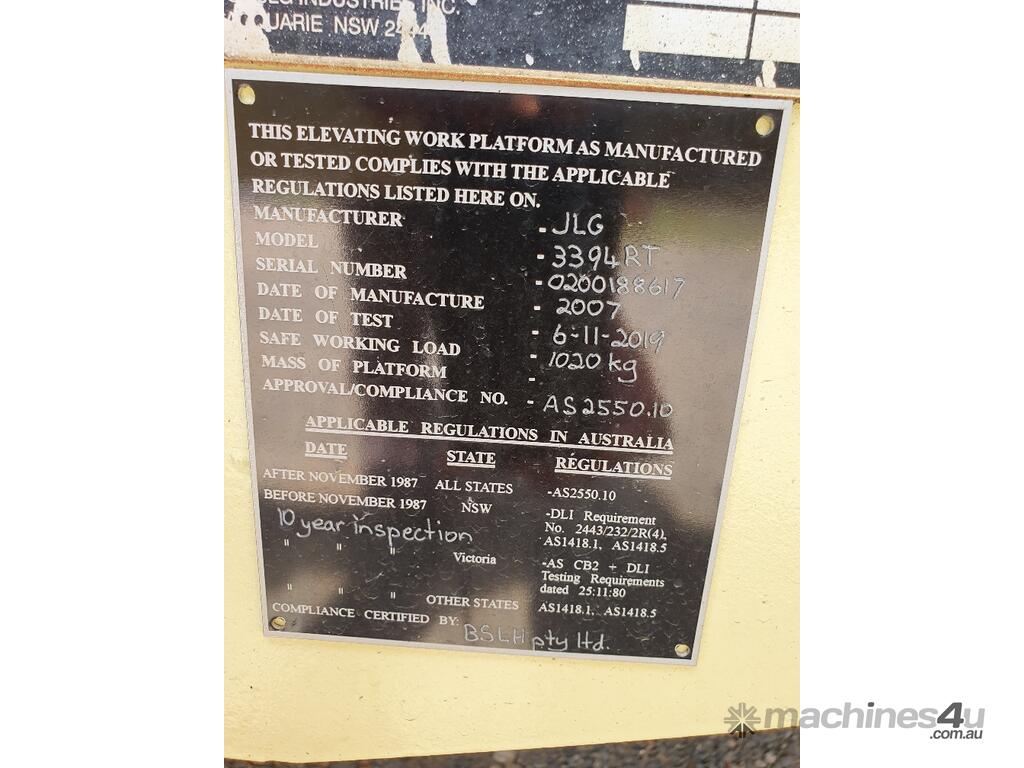 INDUSTRIES, INC.
QUARIE NSW 2444
THIS ELEVATING WORK PLATFORM AS MANUFACTURED
OR TESTED COMPLIES WITH THE APPLICABLE
REGULATIONS LISTED HERE ON.
MANUFACTURER - JLG
MODEL - 3394RT
SERIAL NUMBER - 0200188617
DATE OF MANUFACTURE - 2007
DATE OF TEST - 6-11-2019
SAFE WORKING LOAD - 1020 kg
MASS OF PLATFORM -
APPROVAL/COMPLIANCE NO. - AS2550.10
APPLICABLE REGULATIONS IN AUSTRALIA
DATE STATE REGULATIONS
AFTER NOVEMBER 1987 ALL STATES -AS2550.10
BEFORE NOVEMBER 1987 NSW -DLI Requirement
No. 2443/232/2R(4),
AS1418.1, AS1418.5
10 year inspection
" " " Victoria -AS CB2 + DLI
Testing Requirements
dated 25:11:80
" " " OTHER STATES AS1418.1, AS1418.5
COMPLIANCE CERTIFIED BY: BSLH pty ltd.
machines4u
.com.au